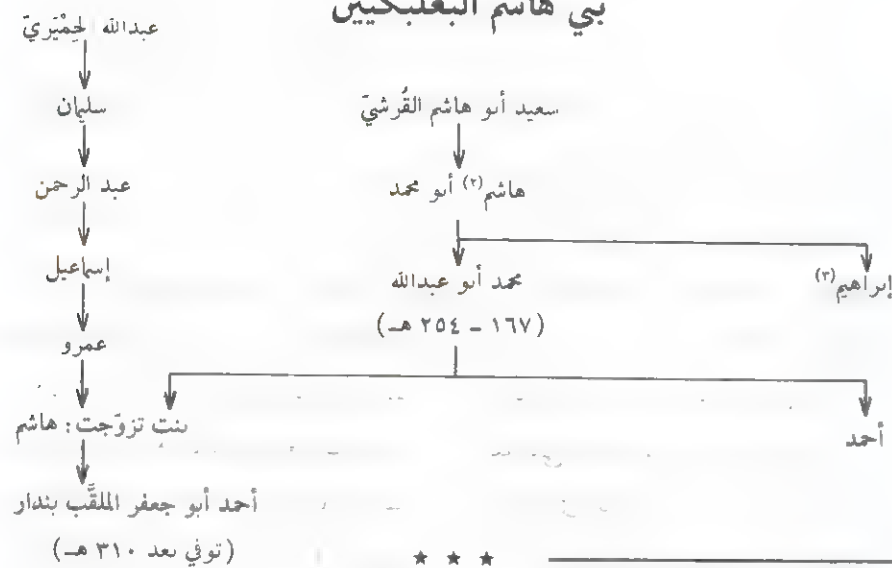 بني هاشم البعلبكيين
عبدالله الحِمْيَريّ
سعيد أبو هاشم القُرشيّ
سليمان
هاشم (٢) أبو محمد
عبد الرحمن
إبراهيم (٣)
محمد أبو عبدالله
إسماعيل
(١٦٧ - ٢٥٤ هـ)
عمرو
أحمد
بنت تزوّجت: هاشم
أحمد أبو جعفر الملقَّب بندار
(توفي بعد ٣١٠ هـ)
★ ★ ★